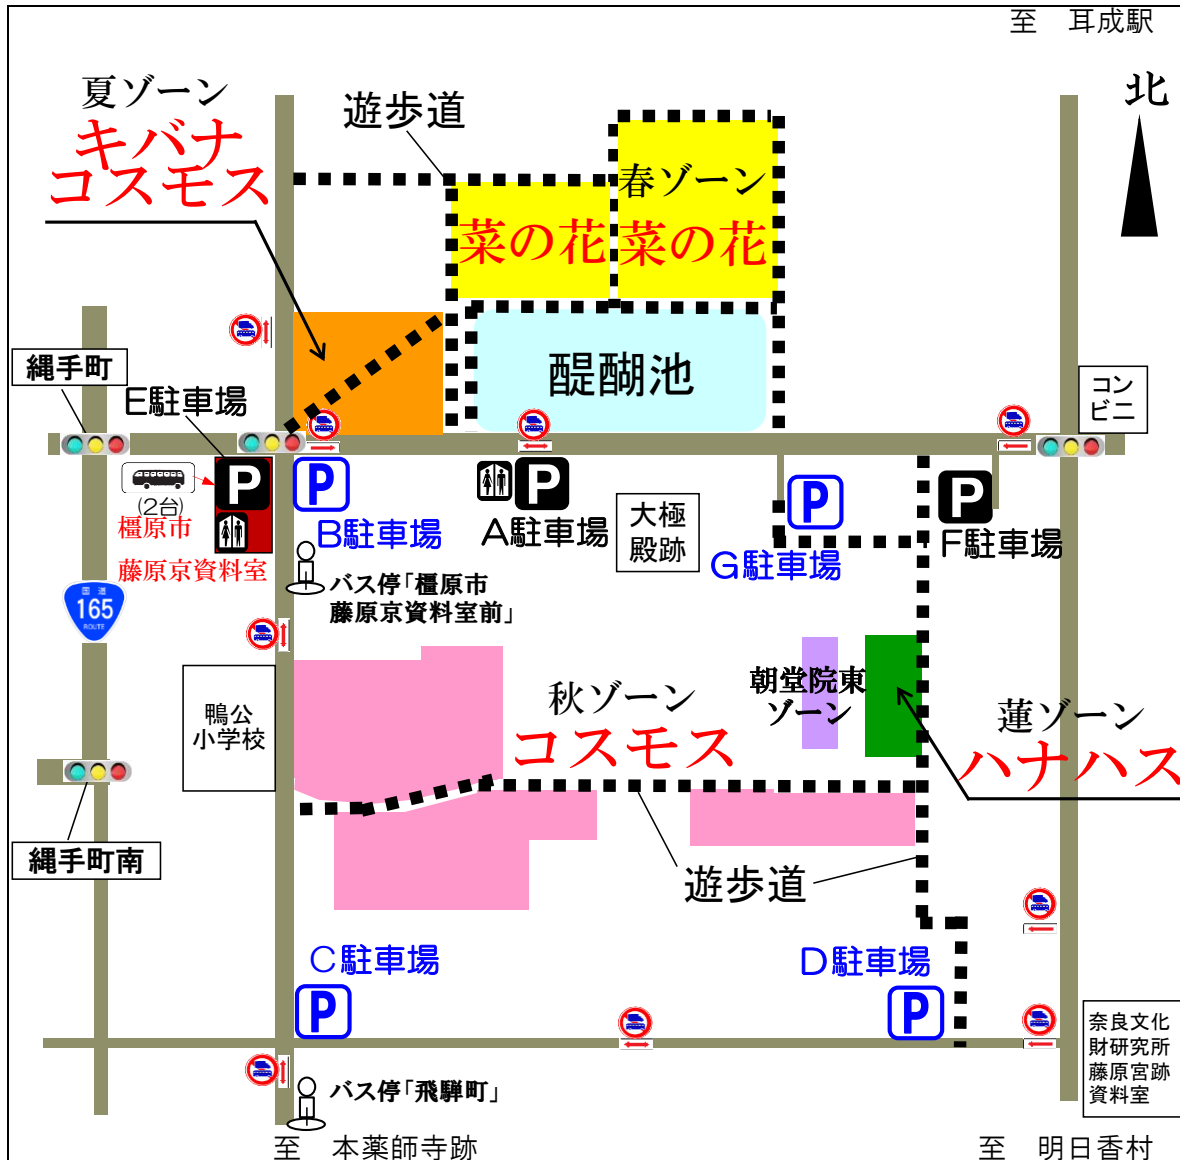 至　耳成駅
北
夏ゾーン
キバナ
コスモス
遊歩道
春ゾーン
菜の花
菜の花
醍醐池
縄手町
E駐車場
コン
ビニ
P
(2台)
橿原市
藤原京資料室
P
B駐車場
P
A駐車場
大極
殿跡
P
G駐車場
P
F駐車場
バス停「橿原市
藤原京資料室前」
国道
165
ROUTE
鴨公
小学校
秋ゾーン
コスモス
朝堂院東
ゾーン
蓮ゾーン
ハナハス
縄手町南
遊歩道
C駐車場
P
D駐車場
P
奈良文化
財研究所
藤原宮跡
資料室
バス停「飛騨町」
至　本薬師寺跡
至　明日香村